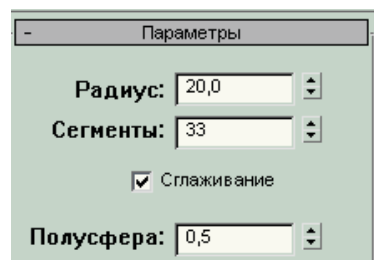 - Параметры
Радиус: 20,0
Сегменты: 33
Сглаживание
Полусфера: 0,5